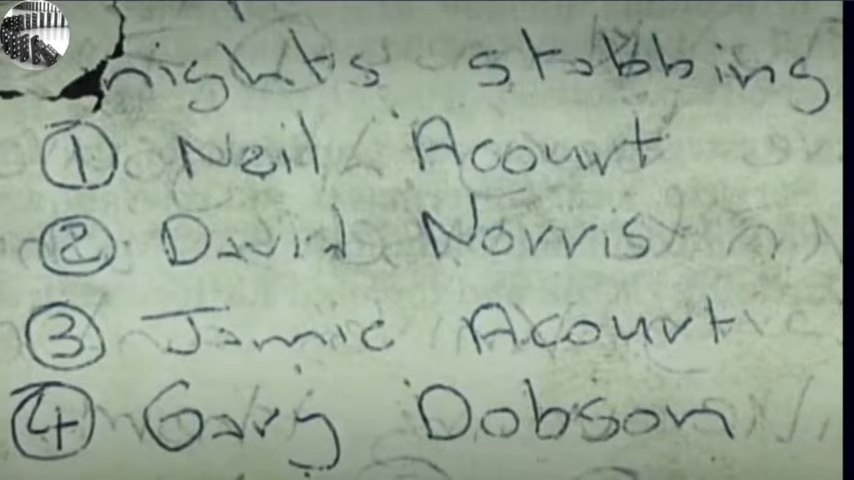 nights stabbing
① Neil Acourt
② David Norris
③ Jamie Acourt
④ Gary Dobson